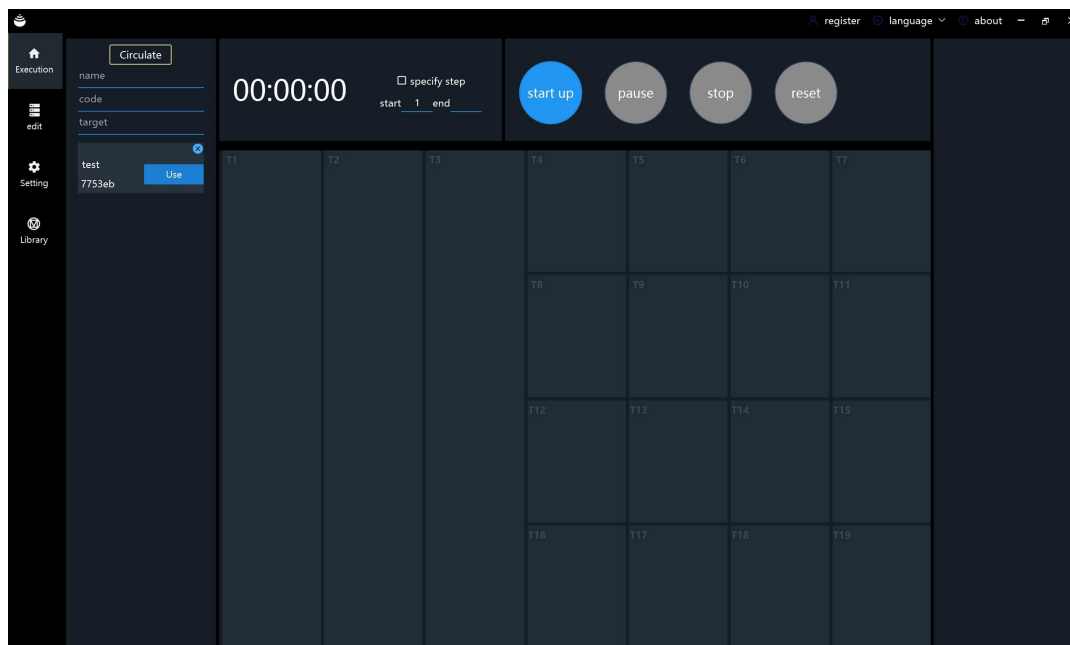 register language about
Execution
edit
Setting
Library
Circulate
name
code
target
test
7753eb
Use
00:00:00
specify step
start 1 end
start up pause stop reset
T1 T2 T3 T4 T5 T6 T7
T8 T9 T10 T11
T12 T13 T14 T15
T16 T17 T18 T19